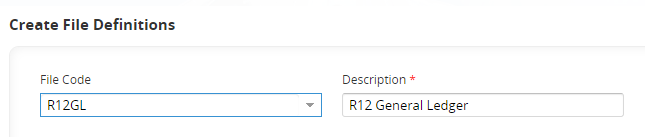 Create File Definitions
File Code
Description *
R12GL
R12 General Ledger